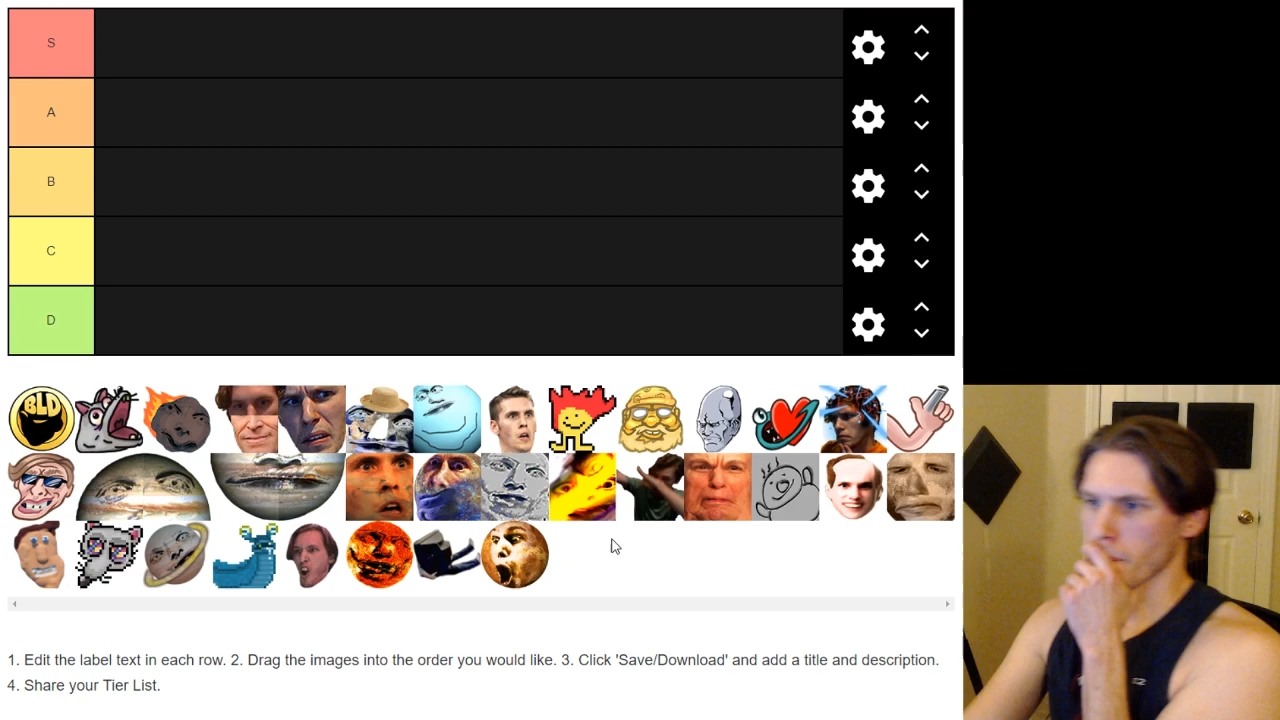 S
A
B
C
D
BLD
1. Edit the label text in each row. 2. Drag the images into the order you would like. 3. Click 'Save/Download' and add a title and description.
4. Share your Tier List.